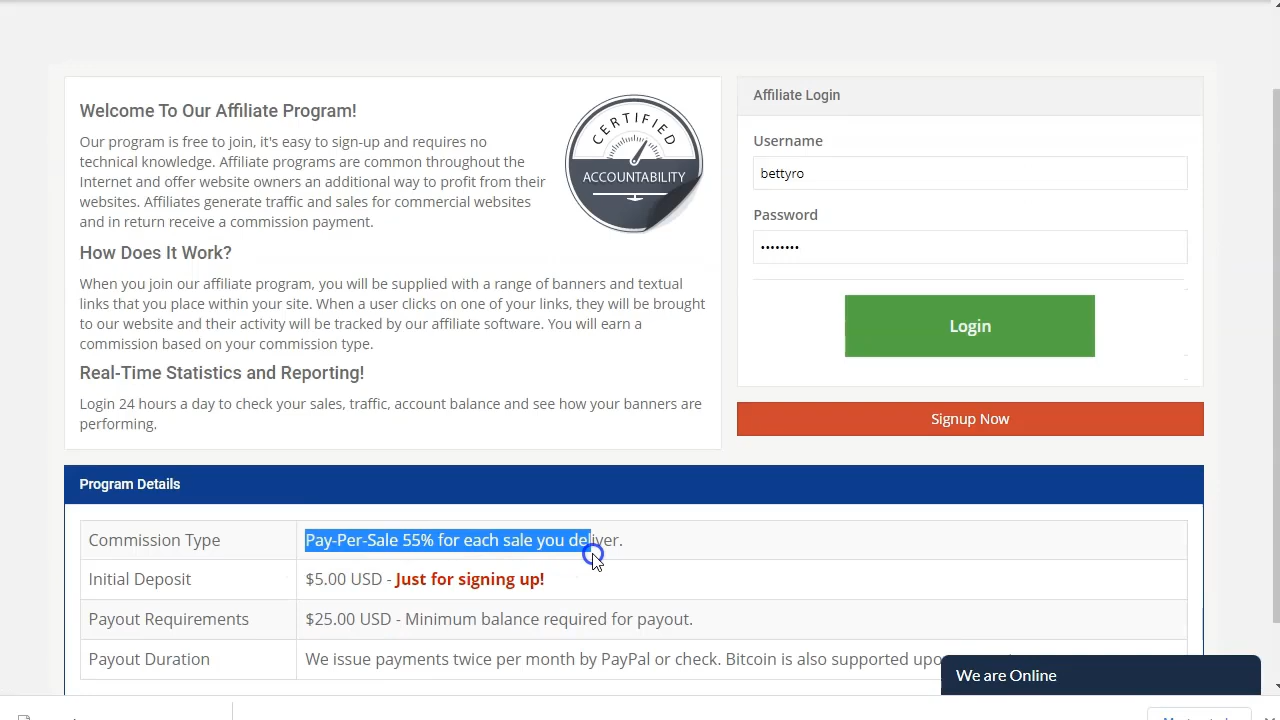 Welcome To Our Affiliate Program!
Our program is free to join, it's easy to sign-up and requires no
technical knowledge. Affiliate programs are common throughout the
Internet and offer website owners an additional way to profit from their
websites. Affiliates generate traffic and sales for commercial websites
and in return receive a commission payment.
CERTIFIED
ACCOUNTABILITY
How Does It Work?
When you join our affiliate program, you will be supplied with a range of banners and textual
links that you place within your site. When a user clicks on one of your links, they will be brought
to our website and their activity will be tracked by our affiliate software. You will earn a
commission based on your commission type.
Real-Time Statistics and Reporting!
Login 24 hours a day to check your sales, traffic, account balance and see how your banners are
performing.
Affiliate Login
Username
bettyro
Password
••••••••
Login
Signup Now
Program Details
Commission Type Pay-Per-Sale 55% for each sale you deliver.
Initial Deposit $5.00 USD - Just for signing up!
Payout Requirements $25.00 USD - Minimum balance required for payout.
Payout Duration We issue payments twice per month by PayPal or check. Bitcoin is also supported
We are Online